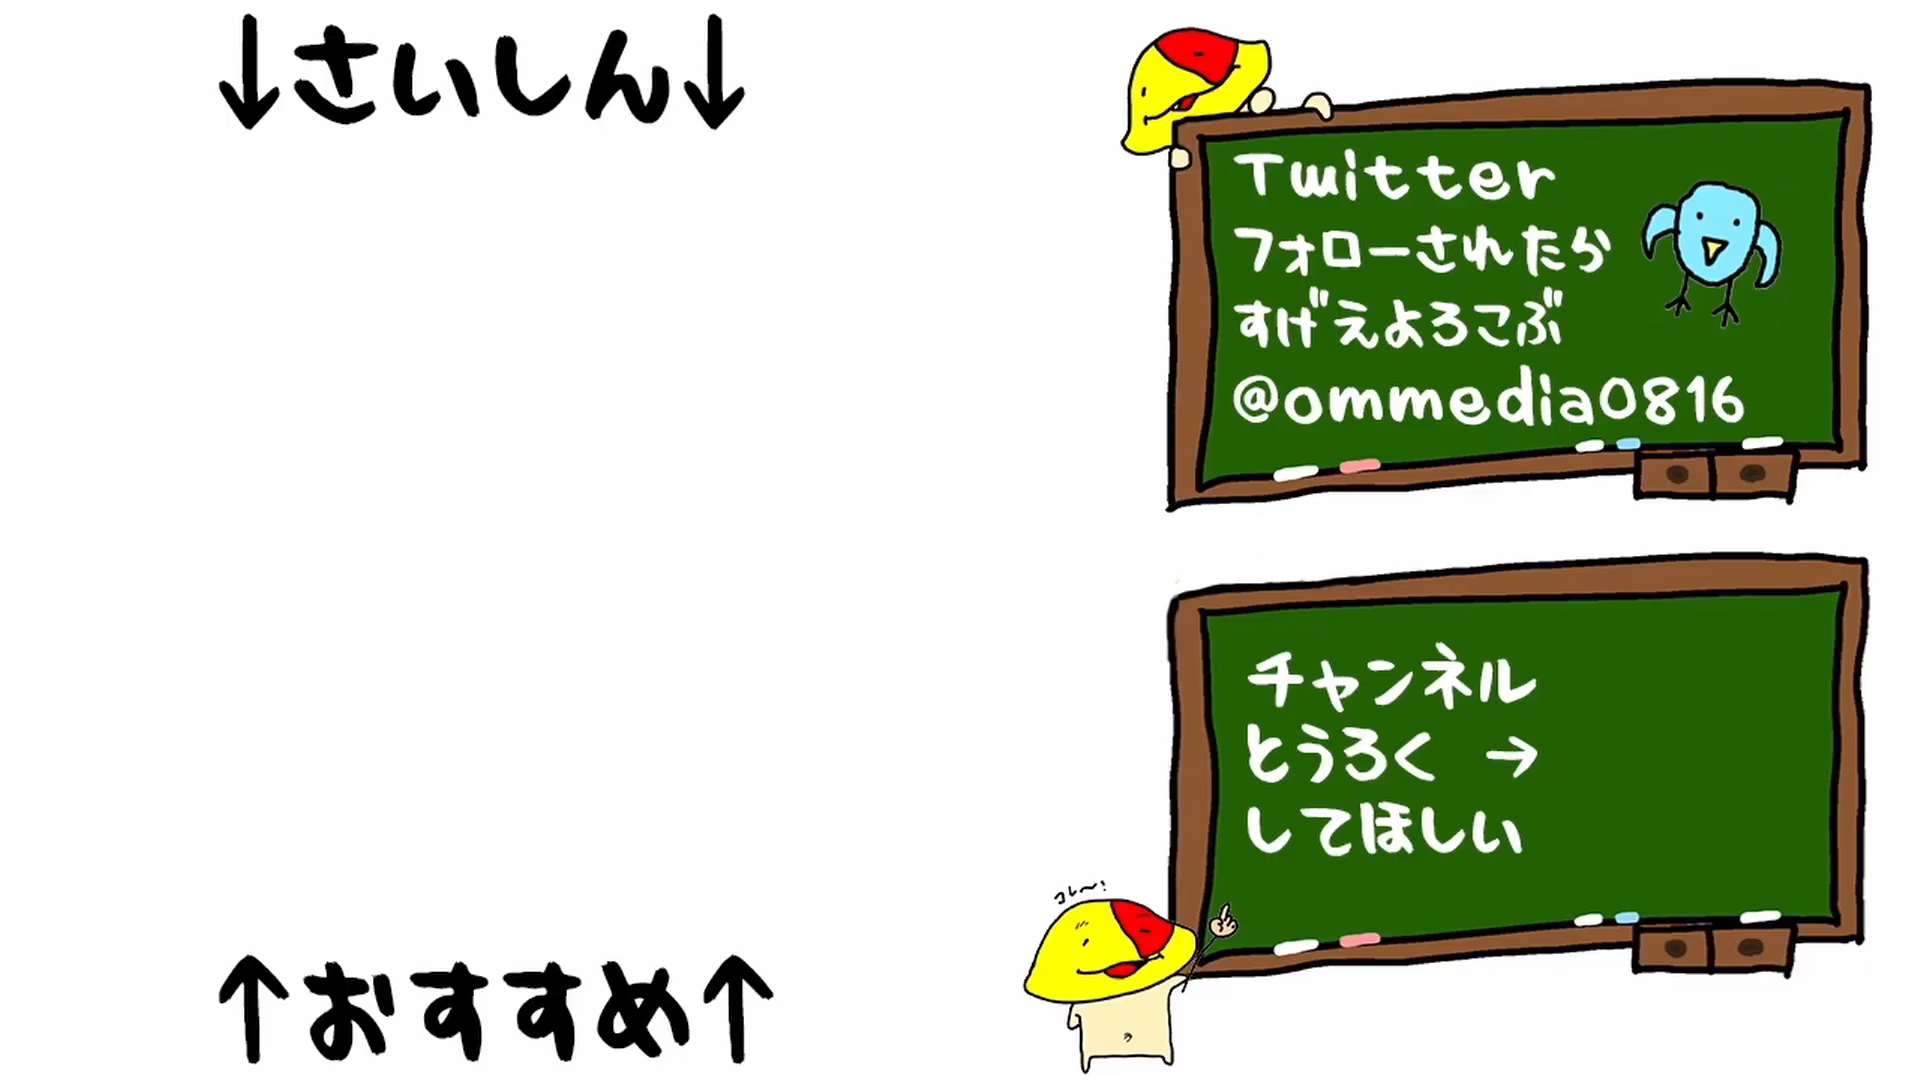 ↓さいしん↓
Twitter
フォローされたら
すげえよろこぶ
@ommedia0816
チャンネル
とうろく →
してほしい
コレ〜!
↑おすすめ↑